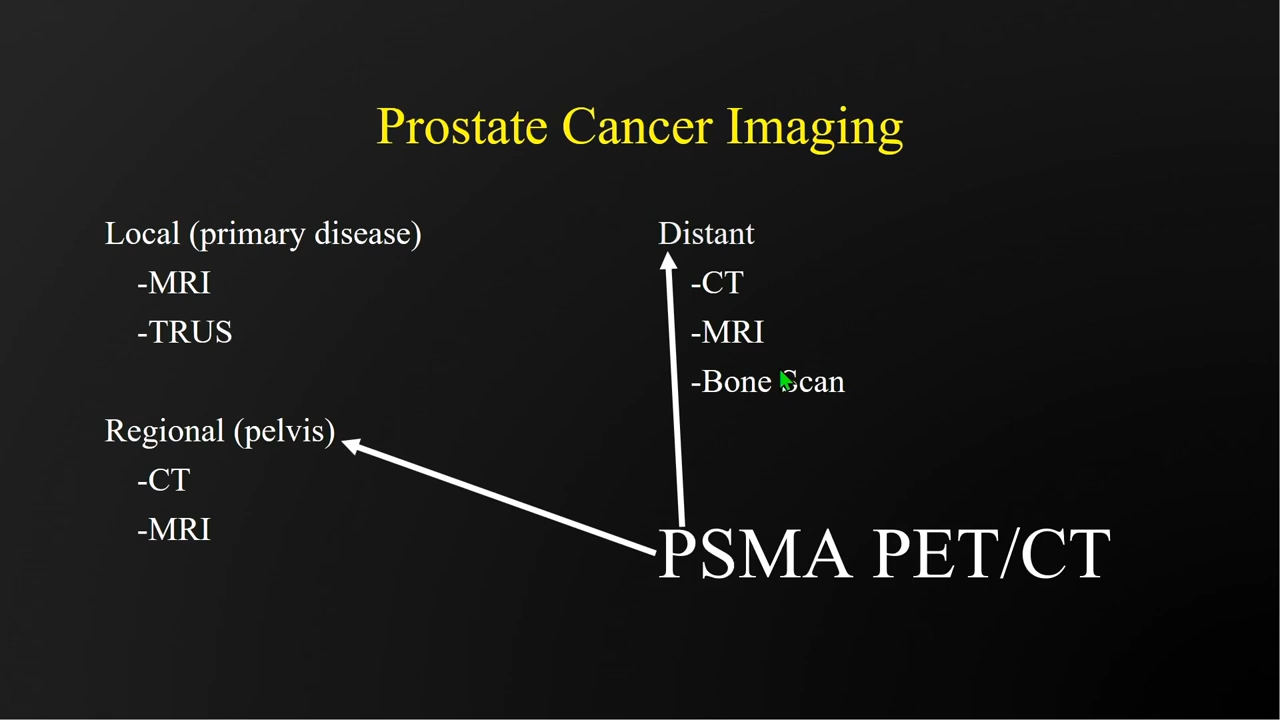 Prostate Cancer Imaging
Local (primary disease)
-MRI
-TRUS
Regional (pelvis)
-CT
-MRI
Distant
-CT
-MRI
-Bone Scan
PSMA PET/CT